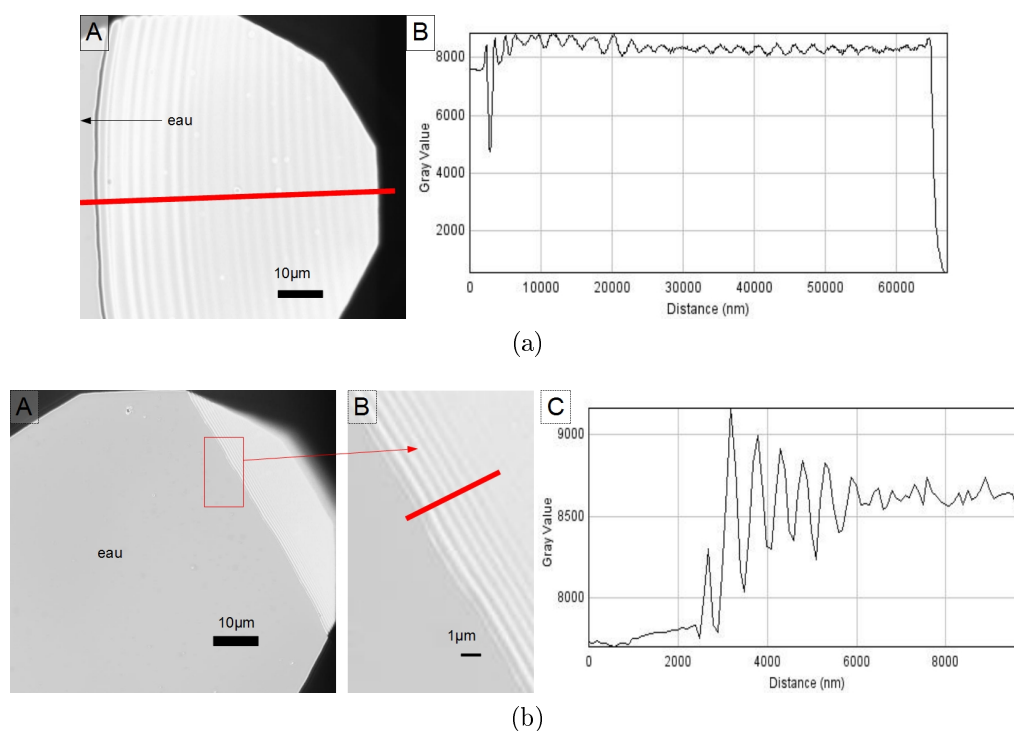 A
eau
10µm
B
8000
6000
4000
2000
Gray Value
0 10000 20000 30000 40000 50000 60000
Distance (nm)
(a)
A
eau
10µm
B
1µm
C
9000
8500
8000
Gray Value
0 2000 4000 6000 8000
Distance (nm)
(b)